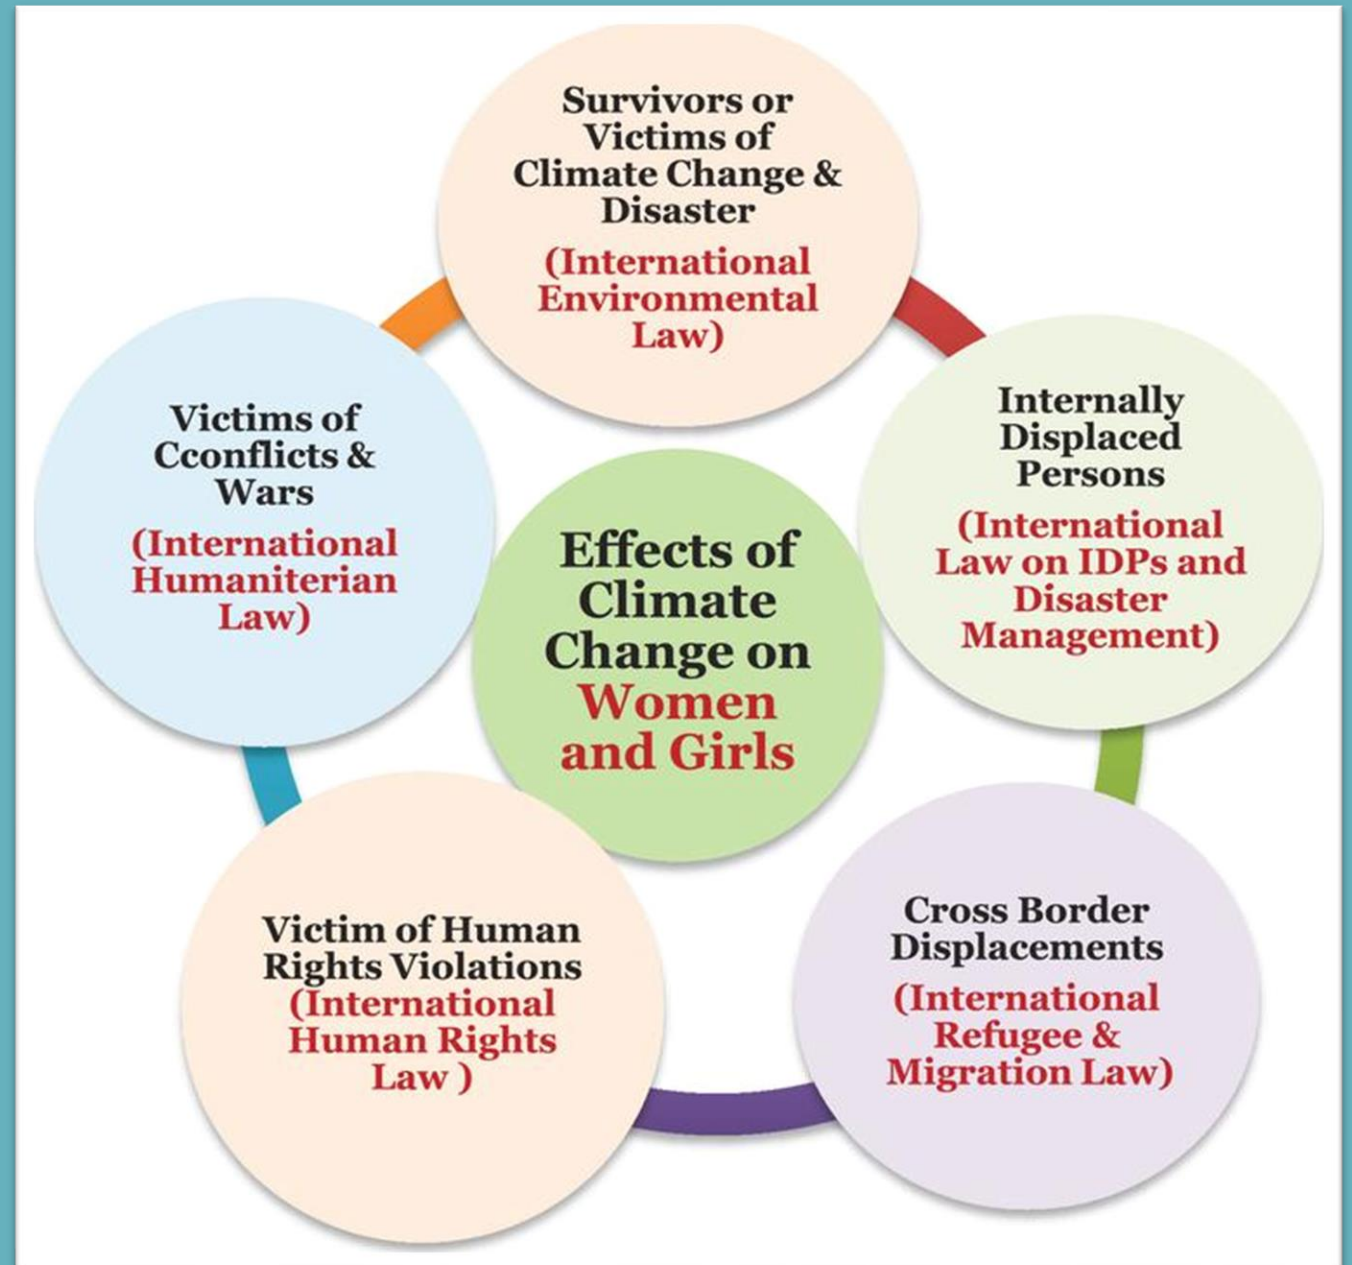 Survivors or
Victims of
Climate Change &
Disaster
(International
Environmental
Law)
Internally
Displaced
Persons
(International
Law on IDPs and
Disaster
Management)
Cross Border
Displacements
(International
Refugee &
Migration Law)
Victim of Human
Rights Violations
(International
Human Rights
Law )
Victims of
Cconflicts &
Wars
(International
Humaniterian
Law)
Effects of
Climate
Change on
Women
and Girls